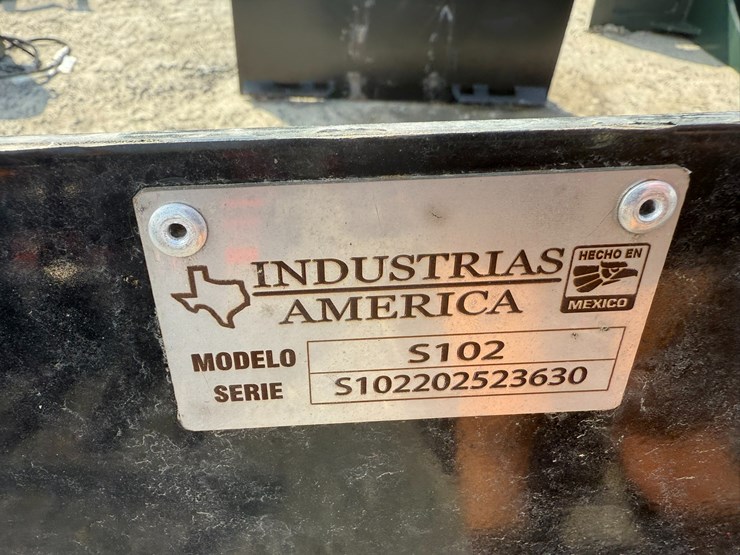 INDUSTRIAS
AMERICA
HECHO EN
MEXICO
MODELO S102
SERIE S102202523630